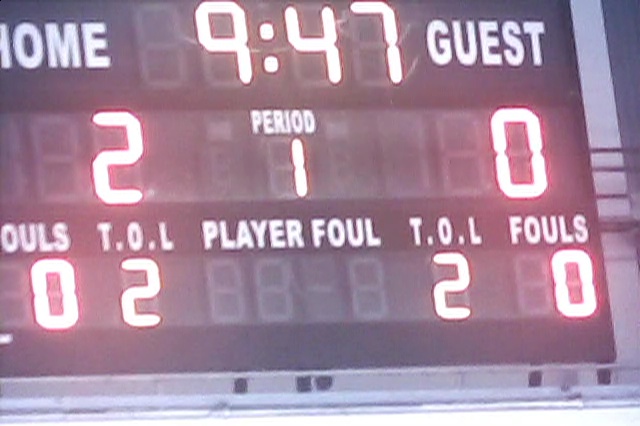 HOME 9:47 GUEST
PERIOD
2 1 0
OULS T.O.L PLAYER FOUL T.O.L FOULS
0 2 2 0